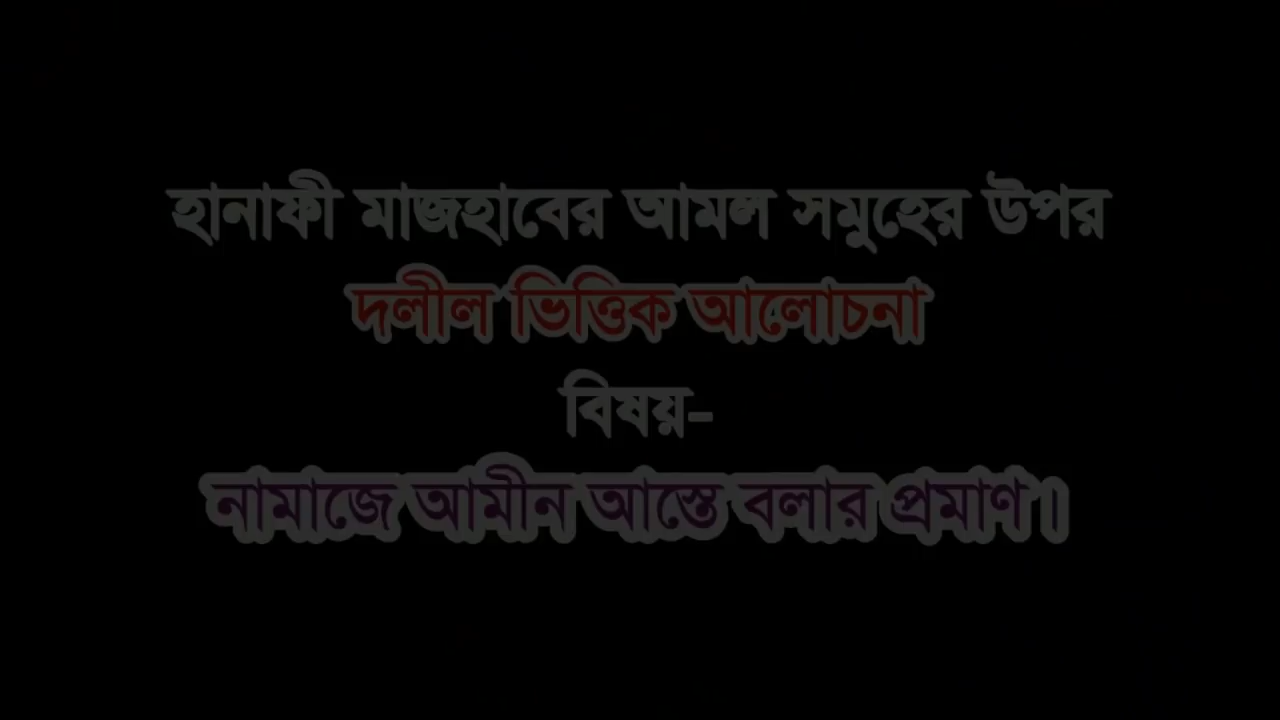 হানাফী মাজহাবের আমল সমুহের উপর
দলীল ভিত্তিক আলোচনা
বিষয়-
নামাজে আমীন আস্তে বলার প্রমাণ।